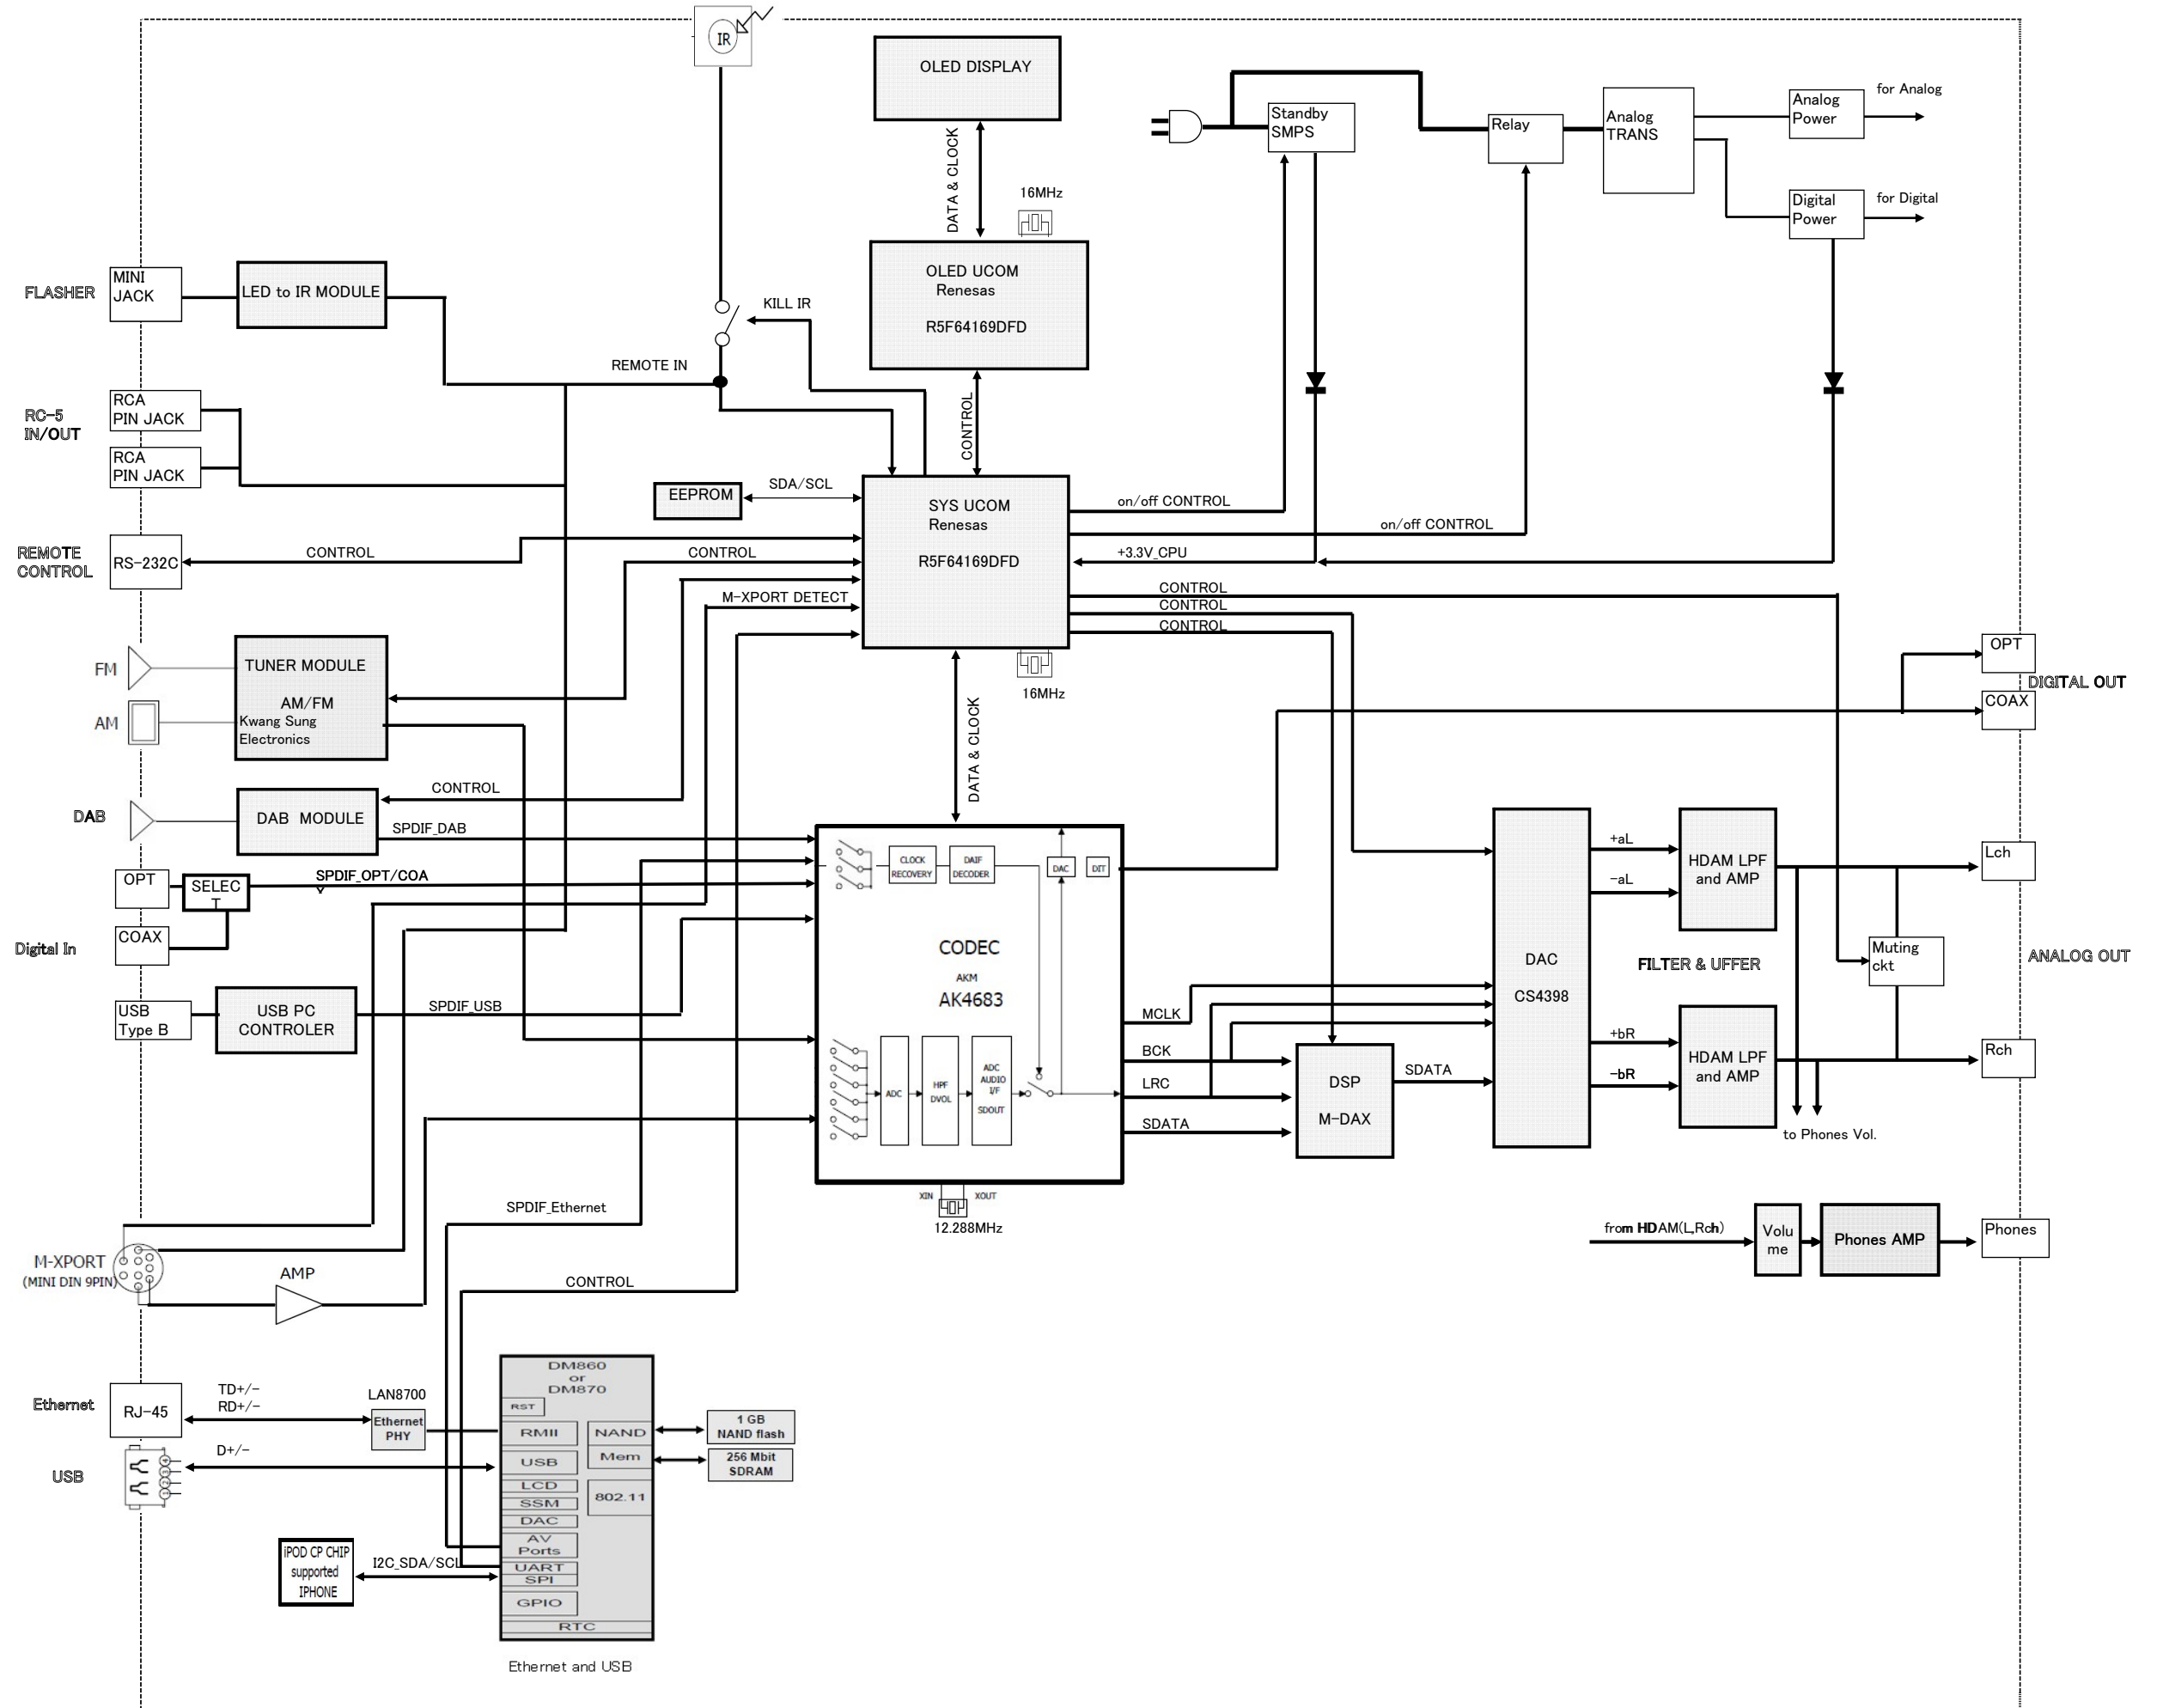 IR
OLED DISPLAY
DATA & CLOCK
16MHz
OLED UCOM
Renesas
R5F64169DFD
Standby
SMPS
Relay
Analog
TRANS
Analog
Power
for Analog
Digital
Power
for Digital
FLASHER
MINI
JACK
LED to IR MODULE
KILL IR
REMOTE IN
RC-5
IN/OUT
RCA
PIN JACK
RCA
PIN JACK
CONTROL
EEPROM
SDA/SCL
SYS UCOM
Renesas
R5F64169DFD
on/off CONTROL
on/off CONTROL
+3.3V_CPU
REMOTE
CONTROL
RS-232C
CONTROL
CONTROL
M-XPORT DETECT
CONTROL
CONTROL
CONTROL
16MHz
DATA & CLOCK
FM
AM
TUNER MODULE
AM/FM
Kwang Sung
Electronics
OPT
DIGITAL OUT
COAX
DAB
DAB MODULE
CONTROL
SPDIF_DAB
OPT
SELEC
T
SPDIF_OPT/COA
COAX
Digital In
USB
Type B
USB PC
CONTROLER
SPDIF_USB
CLOCK
RECOVERY
DAIF
DECODER
DAC
DIT
CODEC
AKM
AK4683
ADC
HPF
DVOL
ADC
AUDIO
I/F
SDOUT
XIN
XOUT
12.288MHz
MCLK
BCK
LRC
SDATA
DSP
M-DAX
SDATA
DAC
CS4398
+aL
-aL
+bR
-bR
HDAM LPF
and AMP
FILTER & UFFER
HDAM LPF
and AMP
Muting
ckt
Lch
ANALOG OUT
Rch
to Phones Vol.
from HDAM(L,Rch)
Volu
me
Phones AMP
Phones
SPDIF_Ethernet
M-XPORT
(MINI DIN 9PIN)
AMP
CONTROL
Ethernet
RJ-45
TD+/-
RD+/-
LAN8700
Ethernet
PHY
USB
D+/-
DM860
or
DM870
RST
RMII
NAND
USB
Mem
LCD
SSM
802.11
DAC
AV
Ports
UART
SPI
GPIO
RTC
1 GB
NAND flash
256 Mbit
SDRAM
iPOD CP CHIP
supported
IPHONE
I2C_SDA/SCL
Ethernet and USB